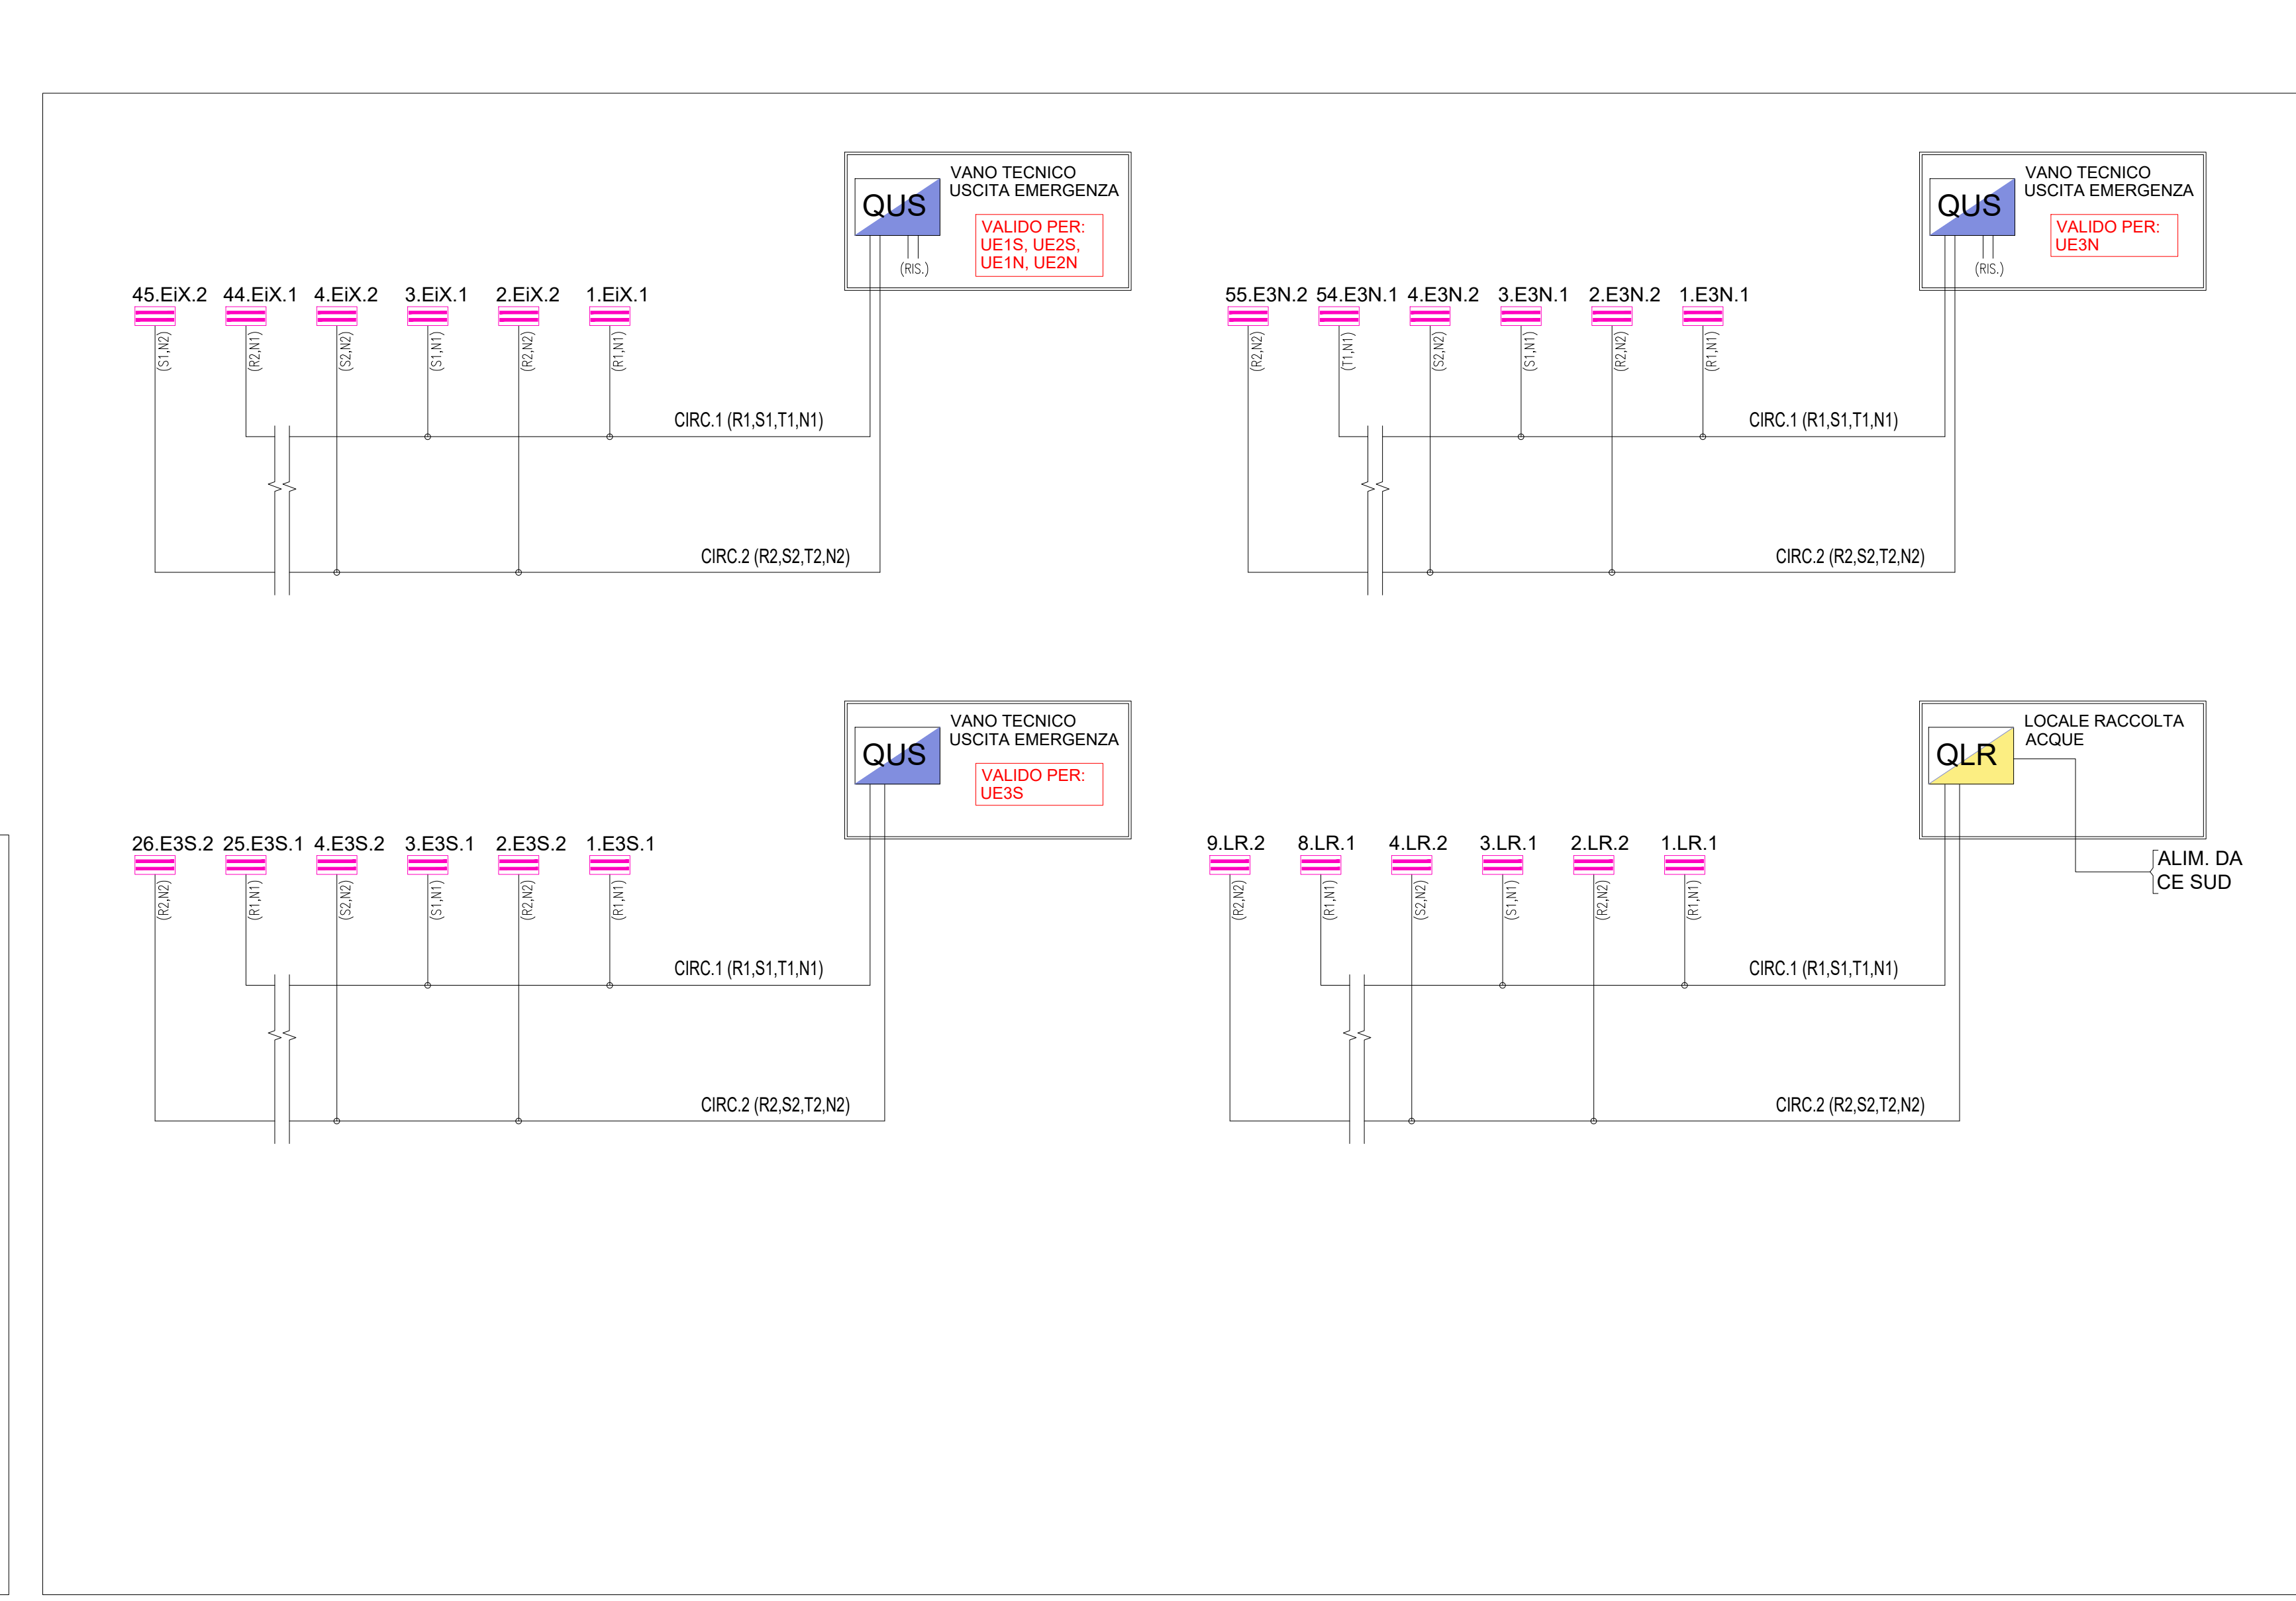 VANO TECNICO
USCITA EMERGENZA
QUS
VALIDO PER:
UE1S, UE2S,
UE1N, UE2N
(RIS.)
45.EiX.2 44.EiX.1 4.EiX.2 3.EiX.1 2.EiX.2 1.EiX.1
(S1,N2) (R2,N1) (S2,N2) (S1,N1) (R2,N2) (R1,N1)
CIRC.1 (R1,S1,T1,N1)
CIRC.2 (R2,S2,T2,N2)
VANO TECNICO
USCITA EMERGENZA
QUS
VALIDO PER:
UE3N
(RIS.)
55.E3N.2 54.E3N.1 4.E3N.2 3.E3N.1 2.E3N.2 1.E3N.1
(R2,N2) (T1,N1) (S2,N2) (S1,N1) (R2,N2) (R1,N1)
CIRC.1 (R1,S1,T1,N1)
CIRC.2 (R2,S2,T2,N2)
VANO TECNICO
USCITA EMERGENZA
QUS
VALIDO PER:
UE3S
26.E3S.2 25.E3S.1 4.E3S.2 3.E3S.1 2.E3S.2 1.E3S.1
(R2,N2) (R1,N1) (S2,N2) (S1,N1) (R2,N2) (R1,N1)
CIRC.1 (R1,S1,T1,N1)
CIRC.2 (R2,S2,T2,N2)
LOCALE RACCOLTA
ACQUE
QLR
9.LR.2 8.LR.1 4.LR.2 3.LR.1 2.LR.2 1.LR.1
(R2,N2) (R1,N1) (S2,N2) (S1,N1) (R2,N2) (R1,N1)
ALIM. DA
CE SUD
CIRC.1 (R1,S1,T1,N1)
CIRC.2 (R2,S2,T2,N2)